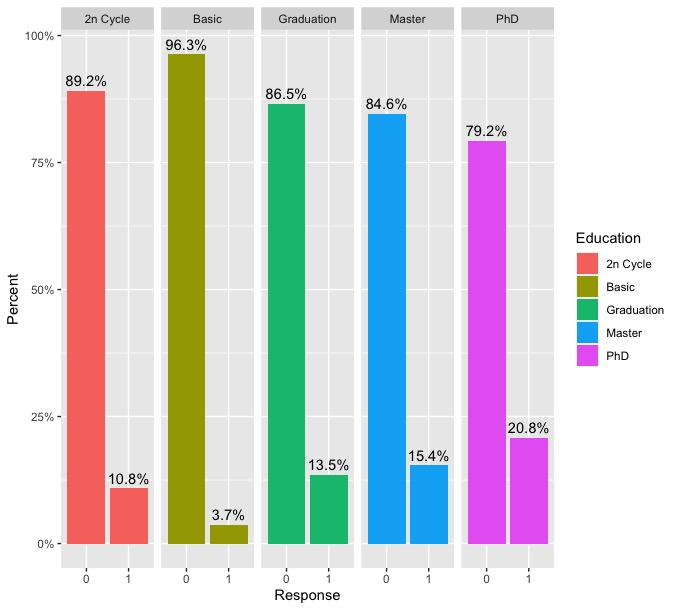 2n Cycle Basic Graduation Master PhD
100%
96.3%
89.2%
86.5%
84.6%
79.2%
75%
50%
25%
20.8%
15.4%
13.5%
10.8%
3.7%
0%
Percent
0 1 0 1 0 1 0 1 0 1
Response
Education
2n Cycle
Basic
Graduation
Master
PhD